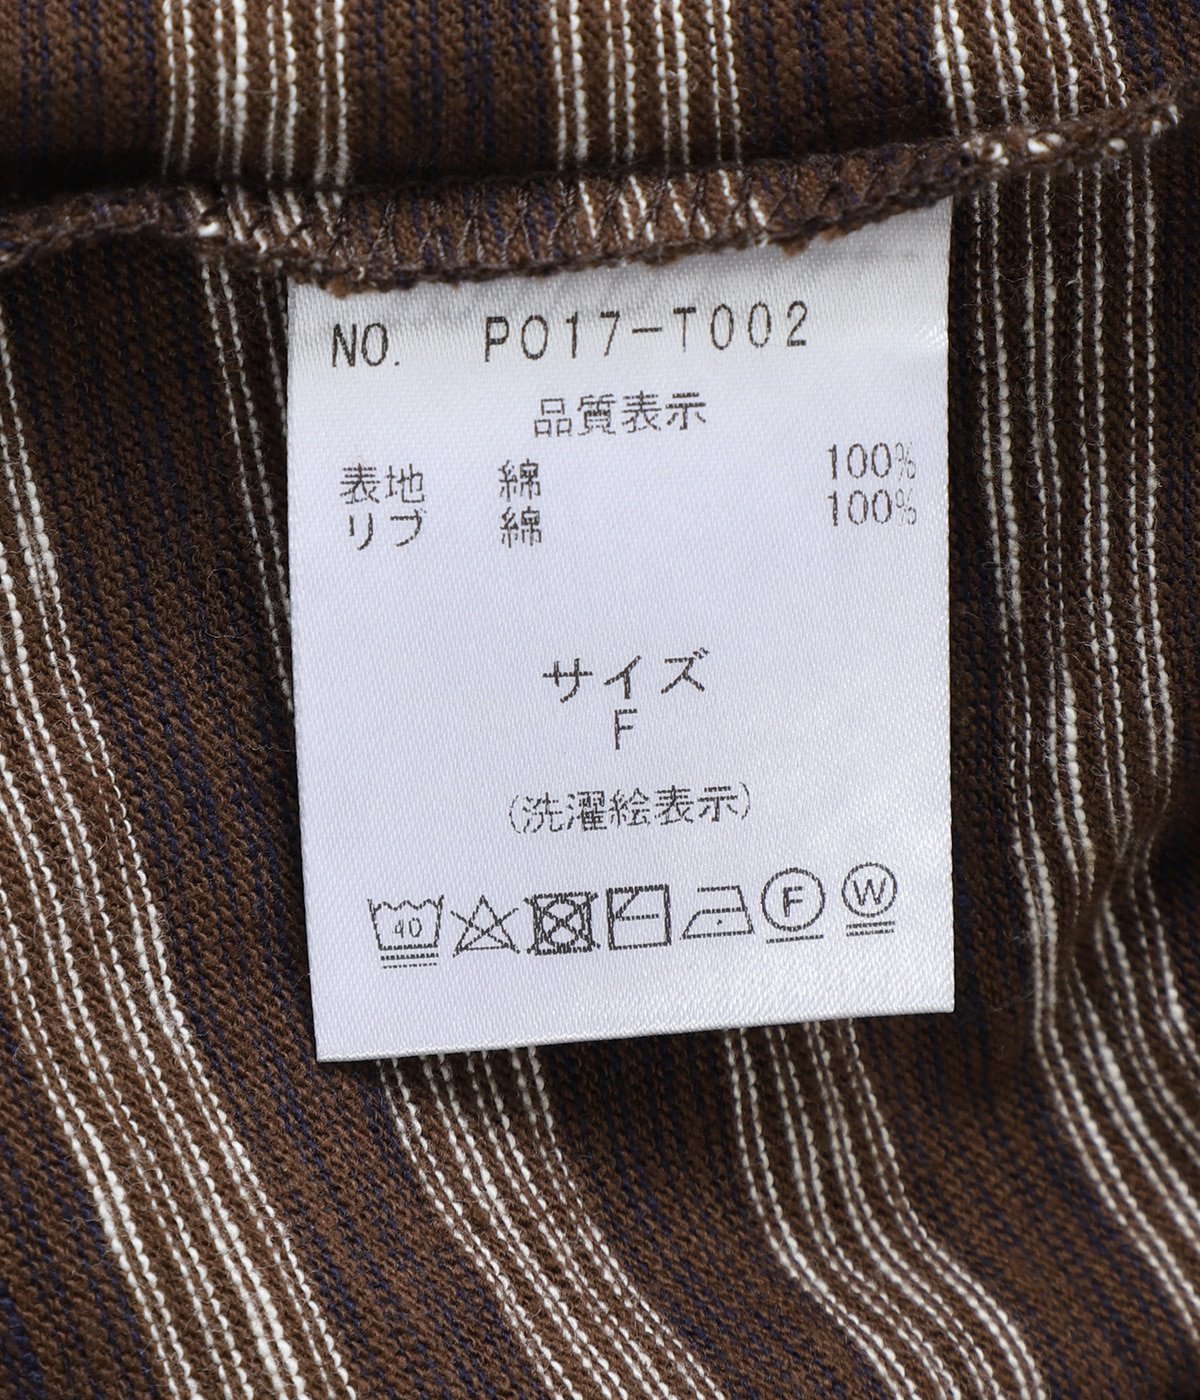 NO. PO17-T002
品質表示
表地 綿 100%
リブ 綿 100%
サイズ
F
(洗濯絵表示)
40 F W